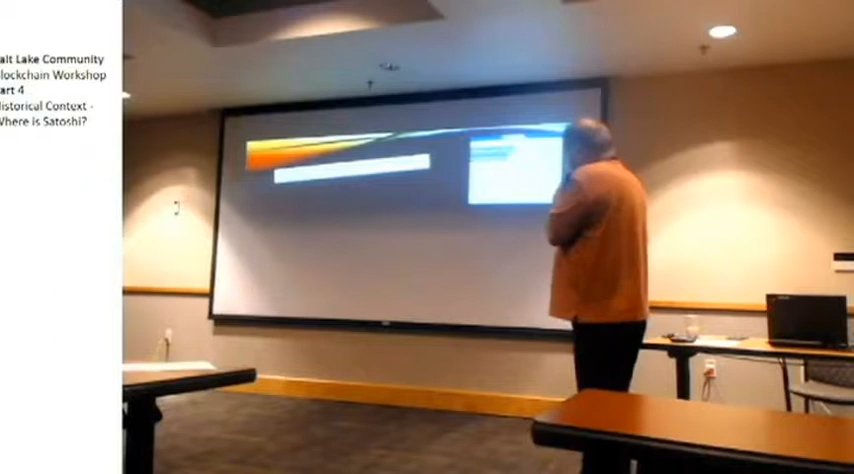 alt Lake Community
lockchain Workshop
art 4
istorical Context -
Where is Satoshi?